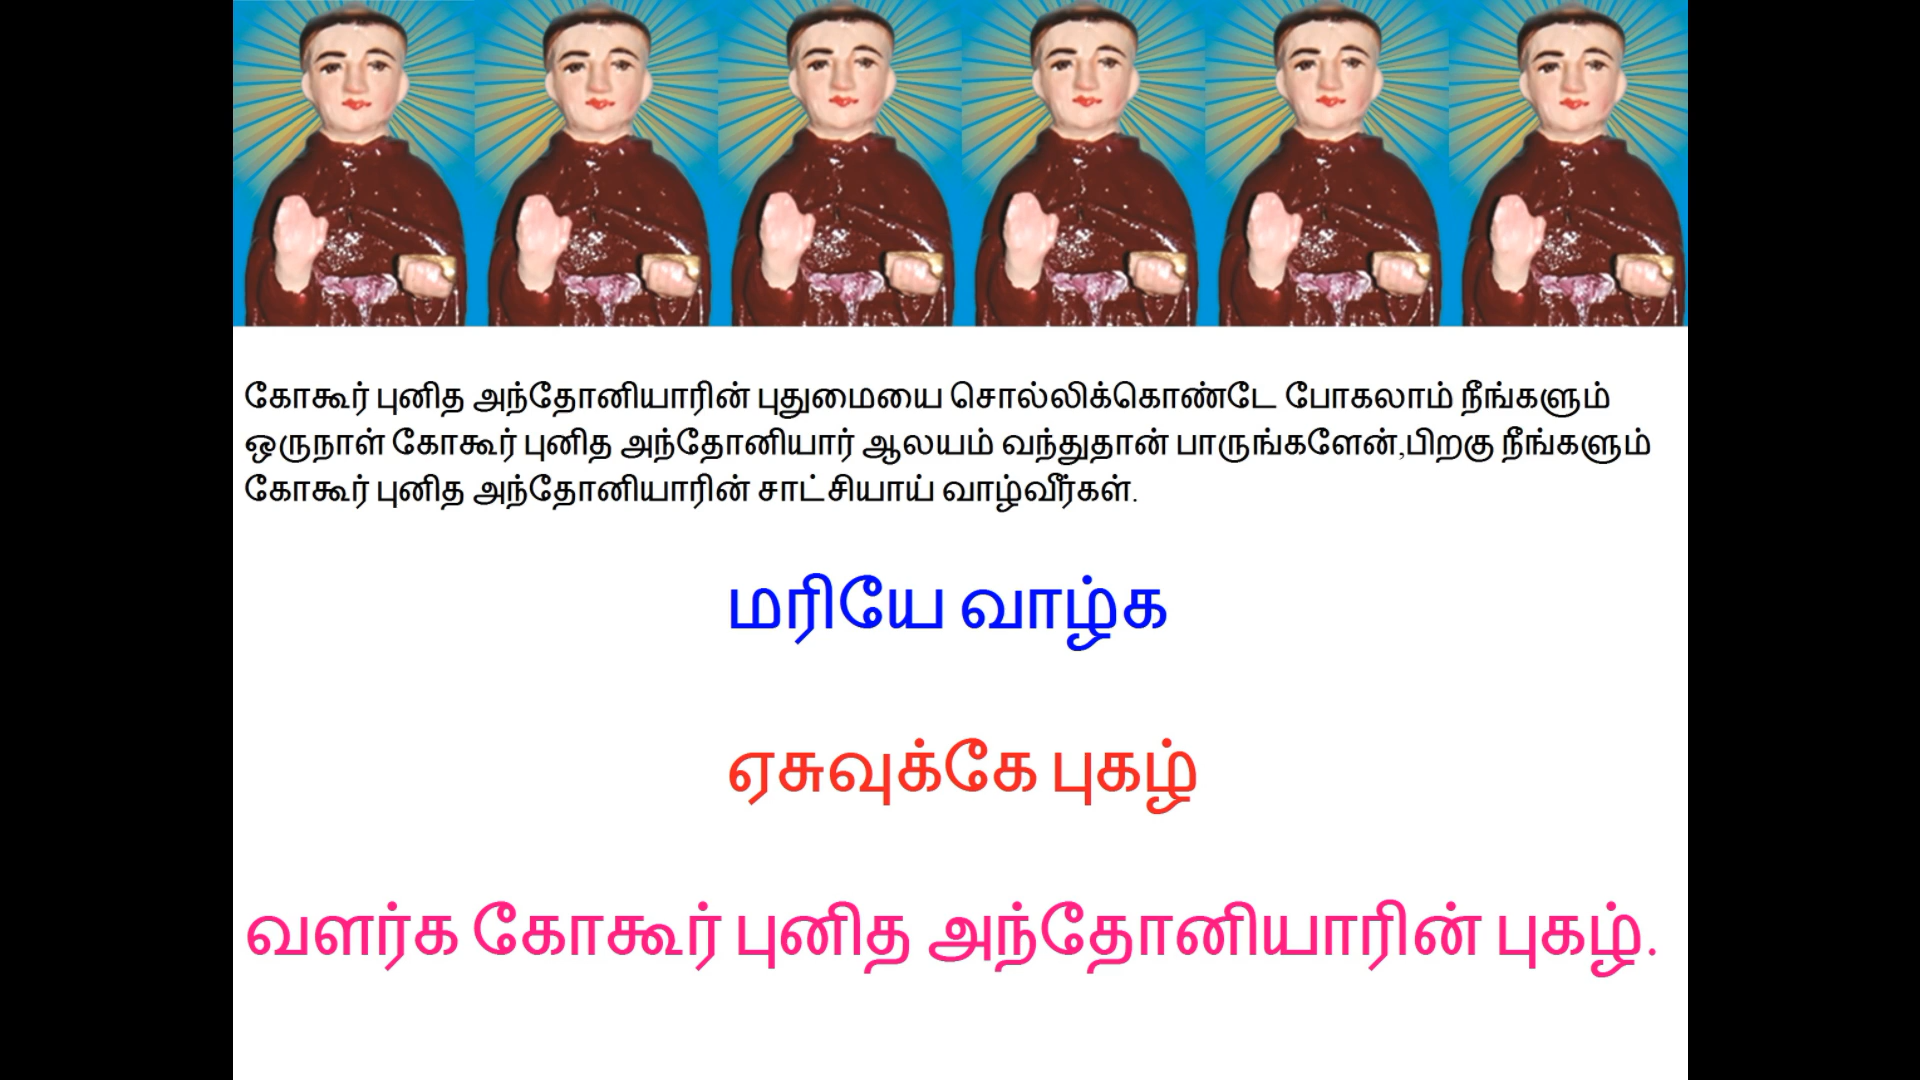 கோகூர் புனித அந்தோனியாரின் புதுமையை சொல்லிக்கொண்டே போகலாம் நீங்களும்
ஒருநாள் கோகூர் புனித அந்தோனியார் ஆலயம் வந்துதான் பாருங்களேன்,பிறகு நீங்களும்
கோகூர் புனித அந்தோனியாரின் சாட்சியாய் வாழ்வீர்கள்.
மரியே வாழ்க
ஏசுவுக்கே புகழ்
வளர்க கோகூர் புனித அந்தோனியாரின் புகழ்.